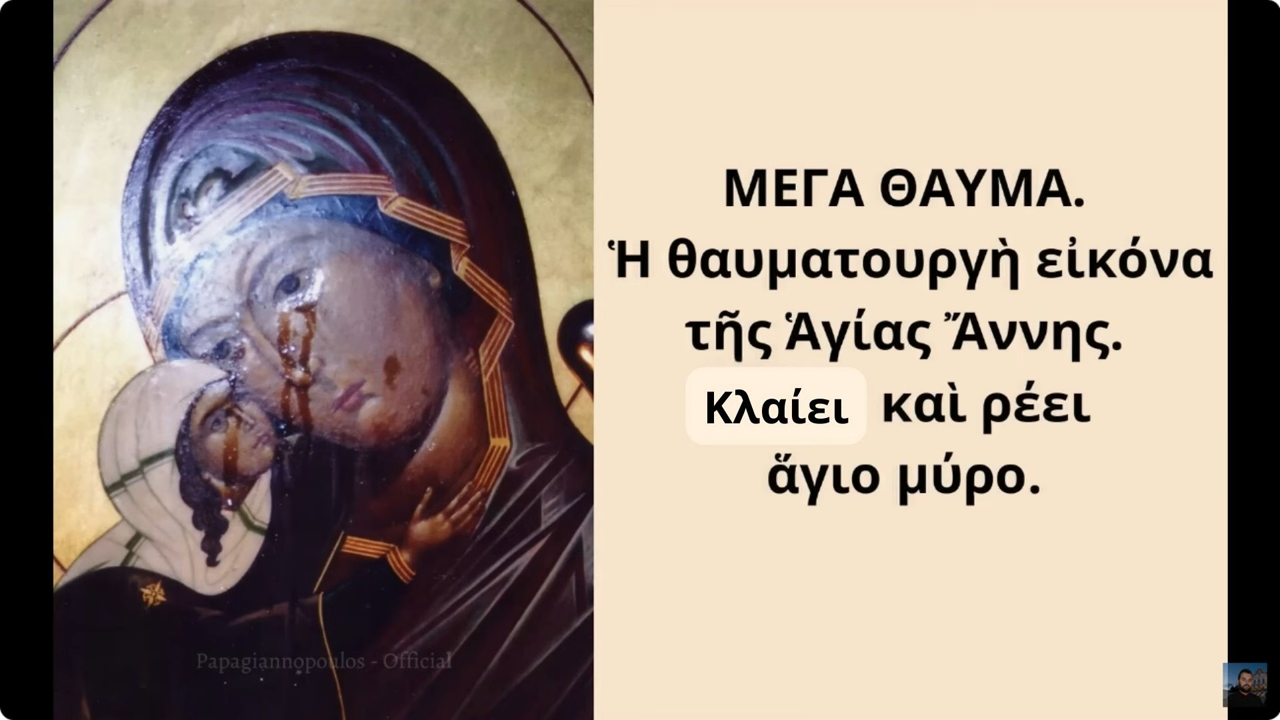 ΜΕΓΑ ΘΑΥΜΑ.
Ἡ θαυματουργὴ εἰκόνα
τῆς Ἁγίας Ἄννης.
Κλαίει καὶ ρέει
ἅγιο μύρο.
Papagiannopoulos - Official